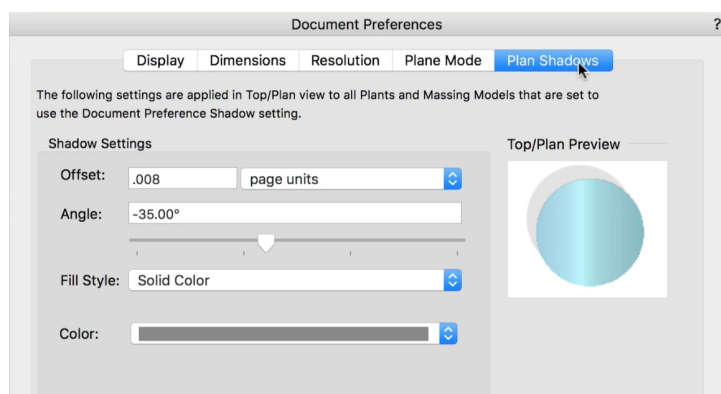 Document Preferences
?
Display Dimensions Resolution Plane Mode Plan Shadows
The following settings are applied in Top/Plan view to all Plants and Massing Models that are set to
use the Document Preference Shadow setting.
Shadow Settings
Top/Plan Preview
Offset: .008 page units
Angle: -35.00°
Fill Style: Solid Color
Color: